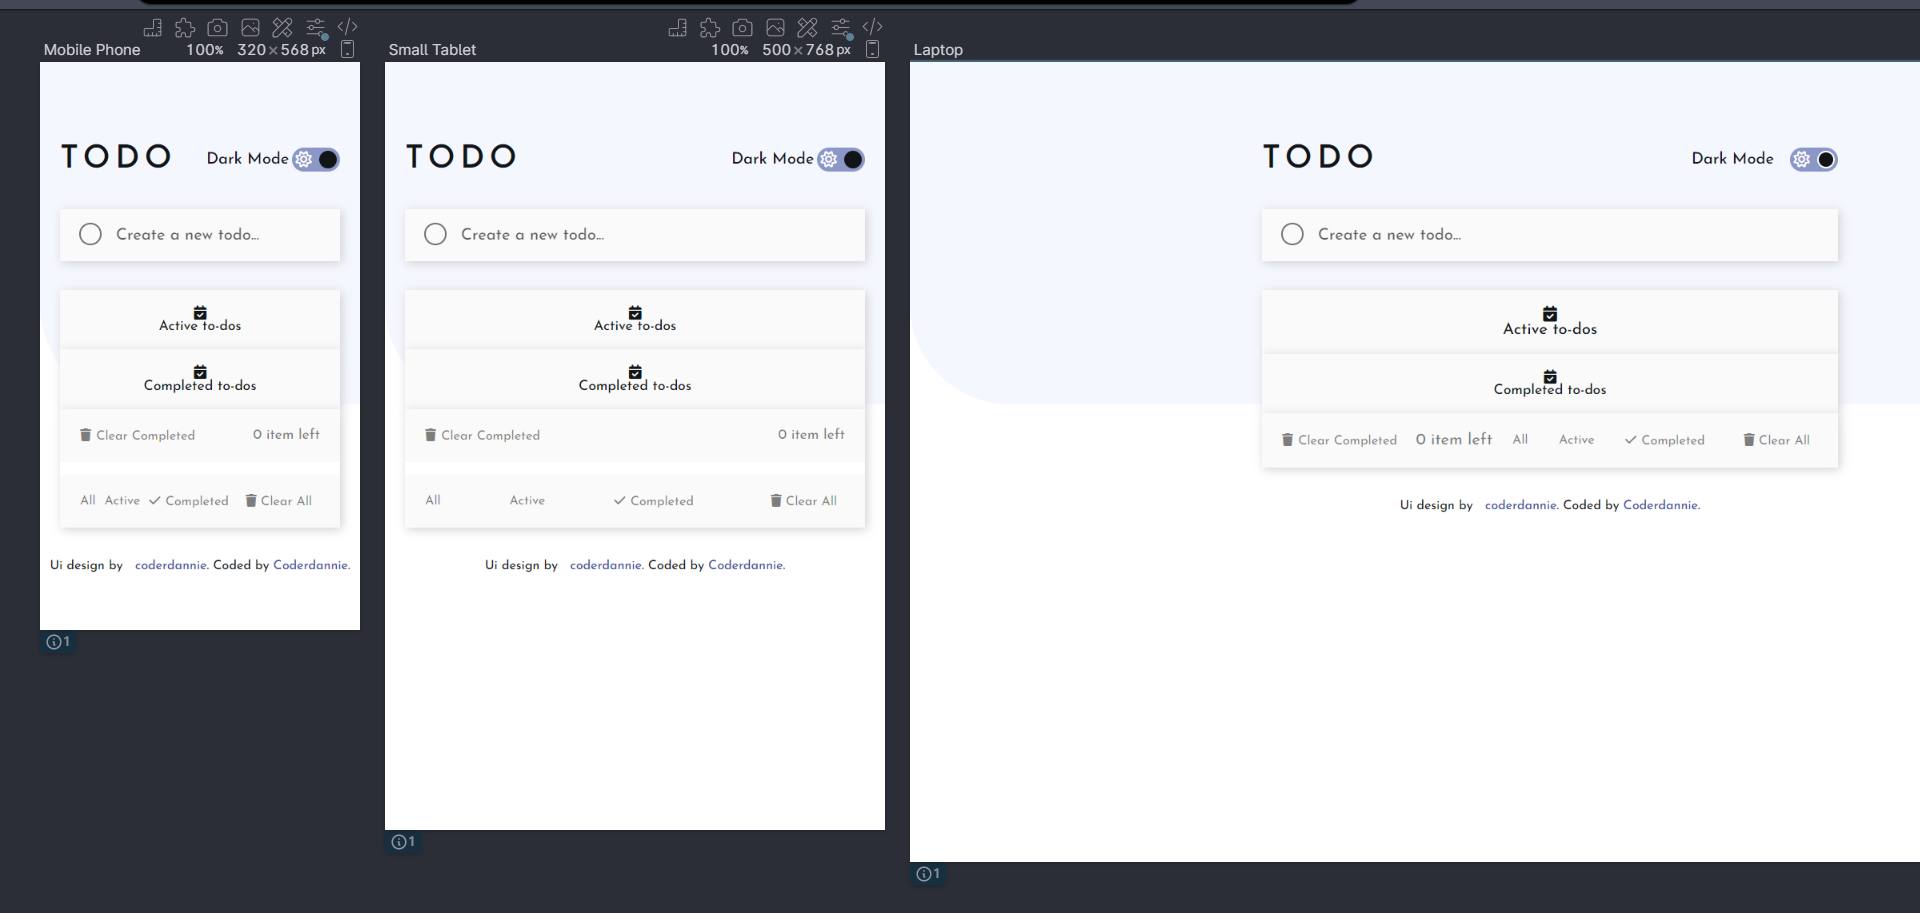 Mobile Phone 100% 320×568 px
TODO Dark Mode
Create a new todo...
Active to-dos
Completed to-dos
Clear Completed 0 item left
All Active Completed Clear All
Ui design by coderdannie. Coded by Coderdannie.
1
Small Tablet 100% 500×768 px
TODO Dark Mode
Create a new todo...
Active to-dos
Completed to-dos
Clear Completed 0 item left
All Active Completed Clear All
Ui design by coderdannie. Coded by Coderdannie.
1
Laptop
TODO Dark Mode
Create a new todo...
Active to-dos
Completed to-dos
Clear Completed 0 item left All Active Completed Clear All
Ui design by coderdannie. Coded by Coderdannie.
1